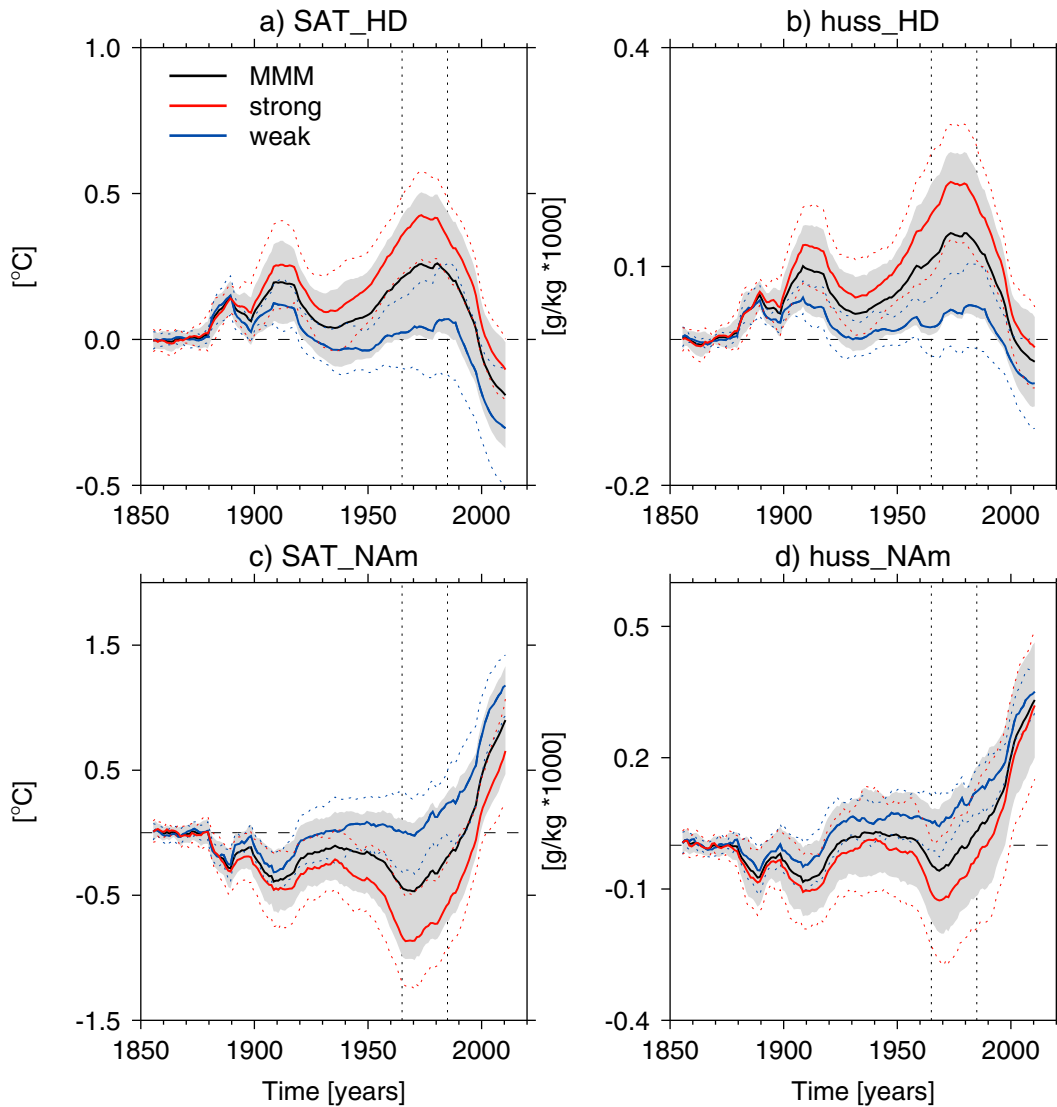 a) SAT_HD
b) huss_HD
1.0
0.5
0.0
-0.5
[°C]
MMM
strong
weak
1850
1900
1950
2000
0.4
0.1
-0.2
[g/kg *1000]
1850
1900
1950
2000
c) SAT_NAm
d) huss_NAm
1.5
0.5
-0.5
-1.5
[°C]
1850
1900
1950
2000
Time [years]
0.5
0.2
-0.1
-0.4
[g/kg *1000]
1850
1900
1950
2000
Time [years]